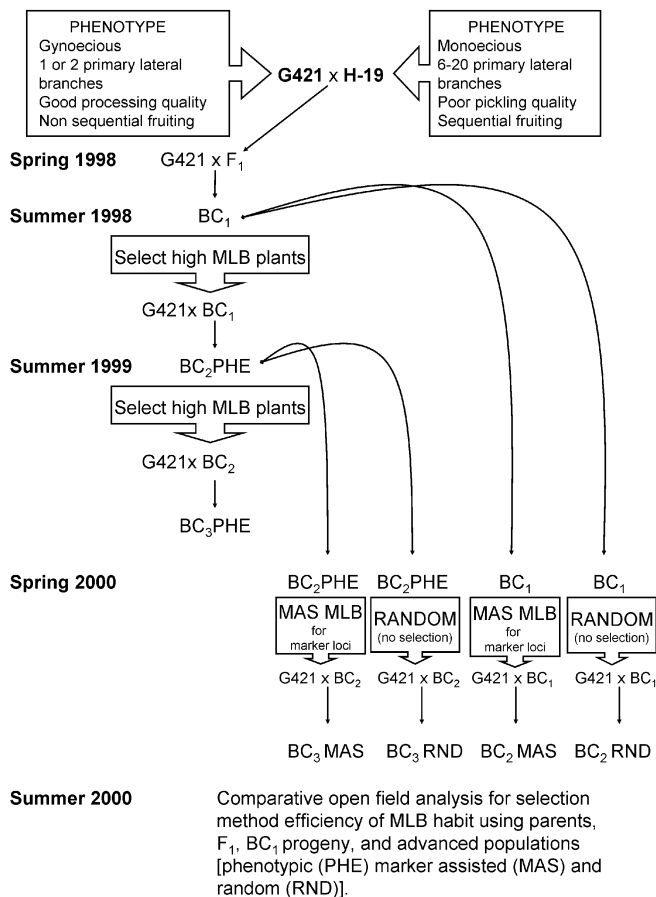 PHENOTYPE
Gynoecious
1 or 2 primary lateral
branches
Good processing quality
Non sequential fruiting
G421 x H-19
PHENOTYPE
Monoecious
6-20 primary lateral
branches
Poor pickling quality
Sequential fruiting
Spring 1998
G421 x F₁
Summer 1998
BC₁
Select high MLB plants
G421x BC₁
Summer 1999
BC₂PHE
Select high MLB plants
G421x BC₂
BC₃PHE
Spring 2000
BC₂PHE BC₂PHE BC₁ BC₁
MAS MLB
for
marker loci
RANDOM
(no selection)
MAS MLB
for
marker loci
RANDOM
(no selection)
G421 x BC₂ G421 x BC₂ G421 x BC₁ G421 x BC₁
BC₃ MAS BC₃ RND BC₂ MAS BC₂ RND
Summer 2000
Comparative open field analysis for selection
method efficiency of MLB habit using parents,
F₁, BC₁ progeny, and advanced populations
[phenotypic (PHE) marker assisted (MAS) and
random (RND)].